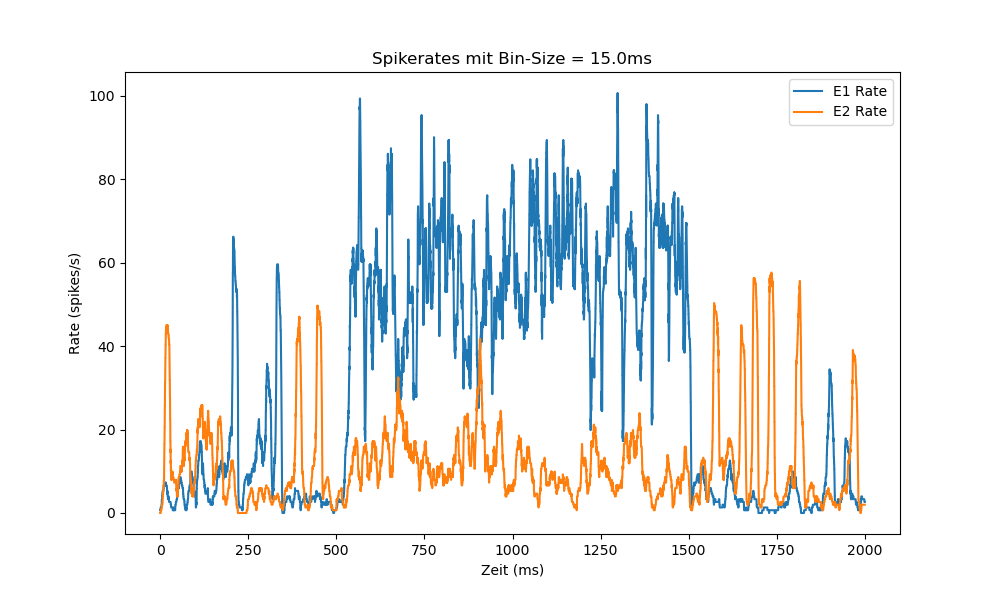 Spikerates mit Bin-Size = 15.0ms
E1 Rate
E2 Rate
Rate (spikes/s)
100
80
60
40
20
0
0 250 500 750 1000 1250 1500 1750 2000
Zeit (ms)